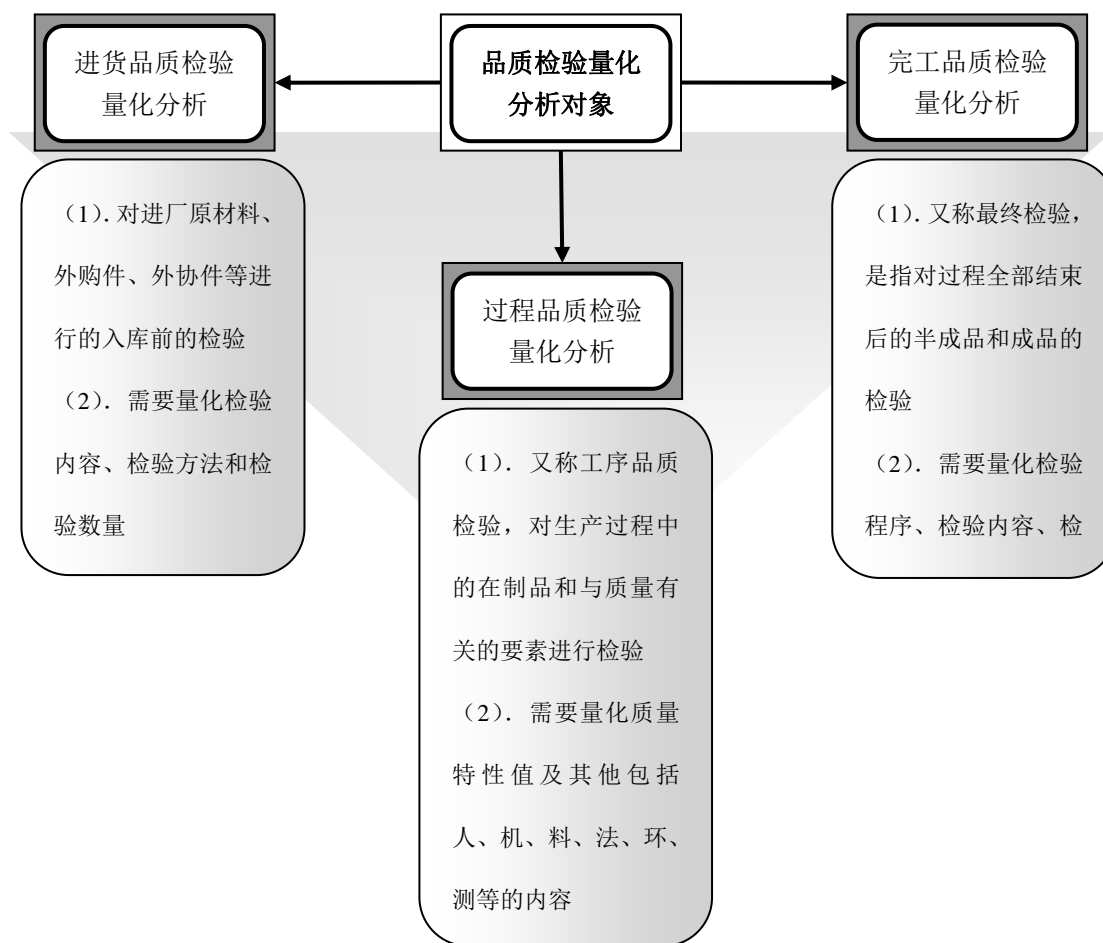 进货品质检验
量化分析
品质检验量化
分析对象
完工品质检验
量化分析
（1）. 对进厂原材料、
外购件、外协件等进
行的入库前的检验
（2）. 需要量化检验
内容、检验方法和检
验数量
过程品质检验
量化分析
（1）. 又称工序品质
检验，对生产过程中
的在制品和与质量有
关的要素进行检验
（2）. 需要量化质量
特性值及其他包括
人、机、料、法、环、
测等的内容
（1）. 又称最终检验，
是指对过程全部结束
后的半成品和成品的
检验
（2）. 需要量化检验
程序、检验内容、检